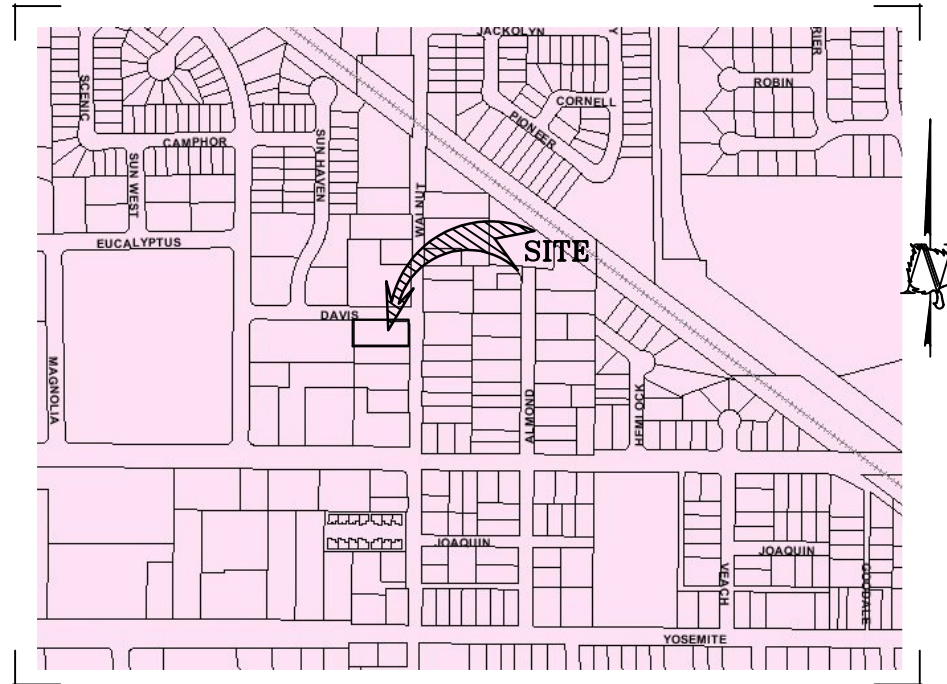 JACKOLYN
SCENIC
ROBIN
CORNELL
PIONEER
CAMPHOR
SUN HAVEN
SUN WEST
WALNUT
EUCALYPTUS
SITE
DAVIS
MAGNOLIA
ALMOND
HEMLOCK
JOAQUIN
JOAQUIN
VEACH
GOODALE
YOSEMITE